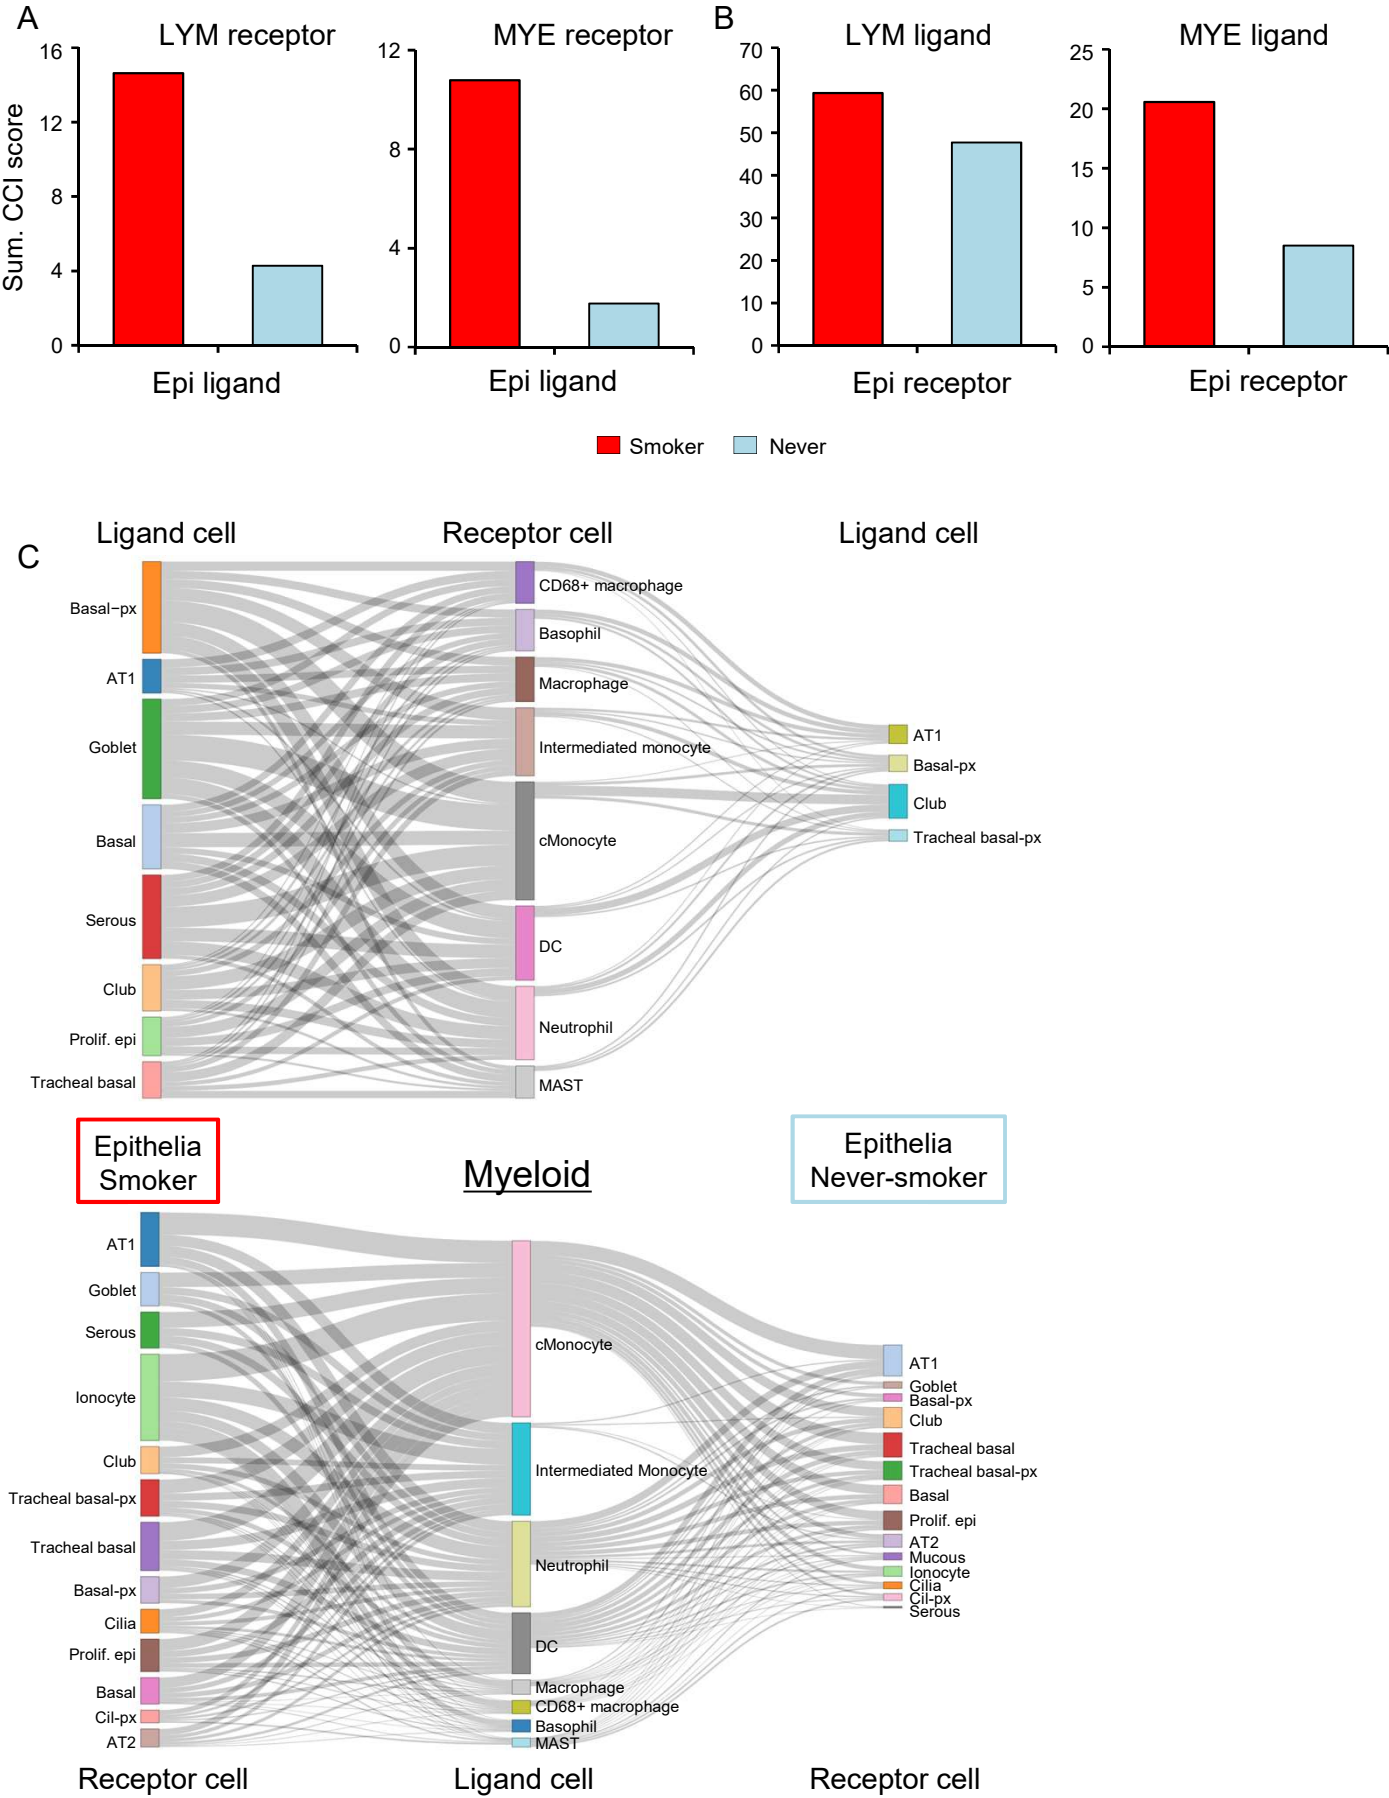 A
B
LYM receptor
MYE receptor
LYM ligand
MYE ligand
Sum. CCI score
16
12
8
4
0
12
8
4
0
70
60
50
40
30
20
10
0
25
20
15
10
5
0
Epi ligand
Epi ligand
Epi receptor
Epi receptor
Smoker
Never
C
Ligand cell
Receptor cell
Ligand cell
Basal-px
AT1
Goblet
Basal
Serous
Club
Prolif. epi
Tracheal basal
CD68+ macrophage
Basophil
Macrophage
Intermediated monocyte
cMonocyte
DC
Neutrophil
MAST
AT1
Basal-px
Club
Tracheal basal-px
Epithelia
Smoker
Myeloid
Epithelia
Never-smoker
AT1
Goblet
Serous
Ionocyte
Club
Tracheal basal-px
Tracheal basal
Basal-px
Cilia
Prolif. epi
Basal
Cil-px
AT2
cMonocyte
Intermediated Monocyte
Neutrophil
DC
Macrophage
CD68+ macrophage
Basophil
MAST
AT1
Goblet
Basal-px
Club
Tracheal basal
Tracheal basal-px
Basal
Prolif. epi
AT2
Mucous
Ionocyte
Cilia
Cil-px
Serous
Receptor cell
Ligand cell
Receptor cell